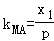 k_MA = x_1 / p